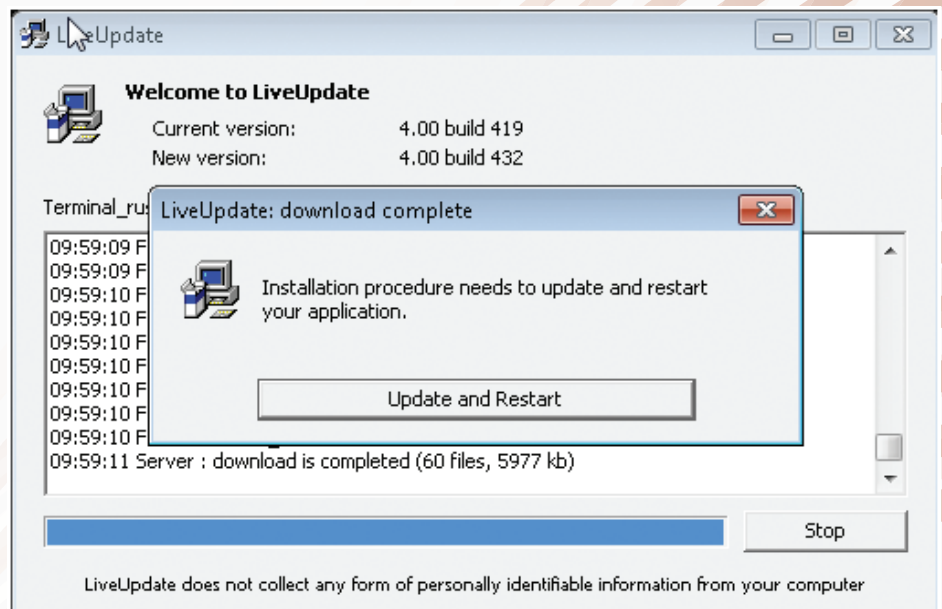 LiveUpdate
Welcome to LiveUpdate
Current version: 4.00 build 419
New version: 4.00 build 432
LiveUpdate: download complete
Installation procedure needs to update and restart
your application.
Update and Restart
09:59:09
09:59:09
09:59:10
09:59:10
09:59:10
09:59:10
09:59:10
09:59:10
09:59:10
09:59:11 Server : download is completed (60 files, 5977 kb)
Stop
LiveUpdate does not collect any form of personally identifiable information from your computer